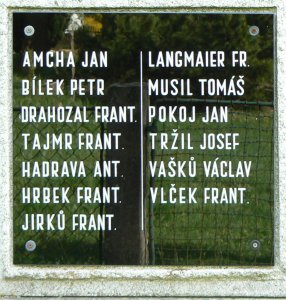 AMCHA JAN
BÍLEK PETR
DRAHOZAL FRANT.
TAJMR FRANT.
HADRAVA ANT.
HRBEK FRANT.
JIRKŮ FRANT.
LANGMAIER FR.
MUSIL TOMÁŠ
POKOJ JAN
TRŽIL JOSEF
VAŠKŮ VÁCLAV
VLČEK FRANT.